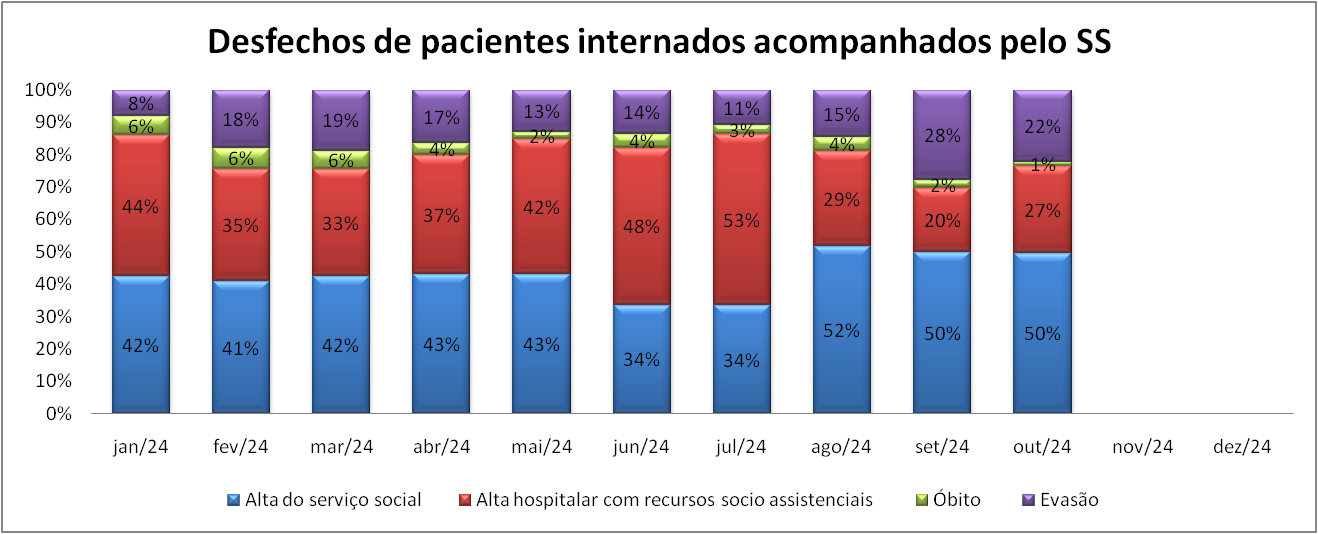 Desfechos de pacientes internados acompanhados pelo SS
100%
90%
80%
70%
60%
50%
40%
30%
20%
10%
0%
8% 18% 19% 17% 13% 14% 11% 15% 28% 22%
6% 6% 6% 4% 2% 4% 3% 4% 2% 1%
44% 35% 33% 37% 42% 48% 53% 29% 20% 27%
42% 41% 42% 43% 43% 34% 34% 52% 50% 50%
jan/24 fev/24 mar/24 abr/24 mai/24 jun/24 jul/24 ago/24 set/24 out/24 nov/24 dez/24
Alta do serviço social Alta hospitalar com recursos socio assistenciais Óbito Evasão